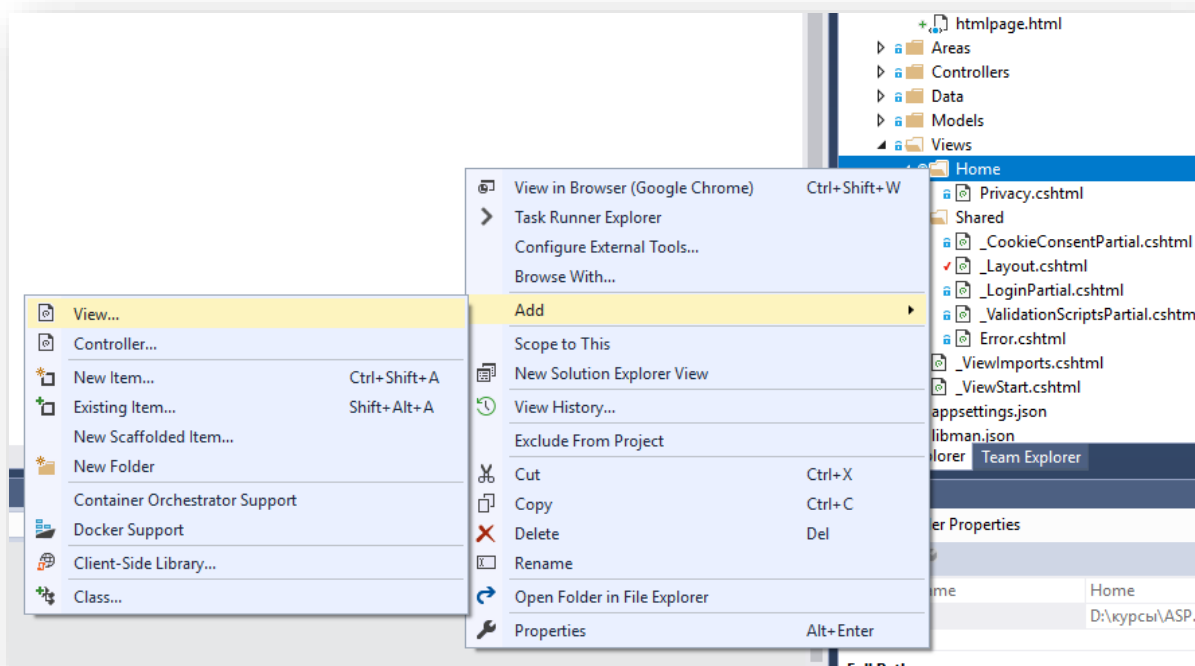 htmlpage.html
Areas
Controllers
Data
Models
Views
Home
Privacy.cshtml
Shared
_CookieConsentPartial.cshtml
_Layout.cshtml
_LoginPartial.cshtml
_ValidationScriptsPartial.cshtm
Error.cshtml
_ViewImports.cshtml
_ViewStart.cshtml
appsettings.json
libman.json
lorer Team Explorer
er Properties
me Home
D:\курсы\ASP.
View in Browser (Google Chrome) Ctrl+Shift+W
Task Runner Explorer
Configure External Tools...
Browse With...
Add
Scope to This
New Solution Explorer View
View History...
Exclude From Project
Cut Ctrl+X
Copy Ctrl+C
Delete Del
Rename
Open Folder in File Explorer
Properties Alt+Enter
View...
Controller...
New Item... Ctrl+Shift+A
Existing Item... Shift+Alt+A
New Scaffolded Item...
New Folder
Container Orchestrator Support
Docker Support
Client-Side Library...
Class...